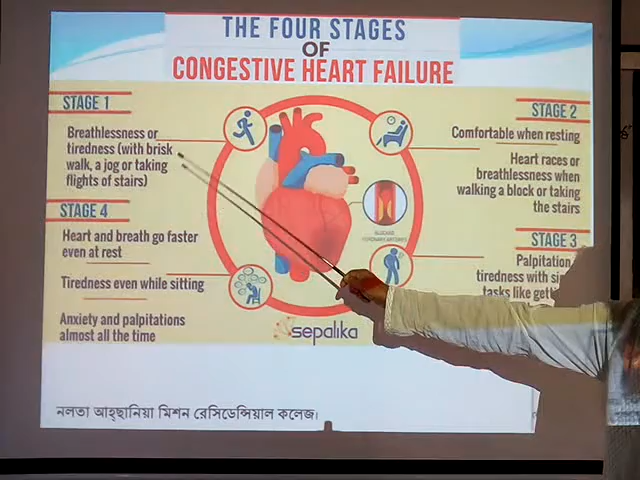 THE FOUR STAGES
OF
CONGESTIVE HEART FAILURE
STAGE 1
Breathlessness or
tiredness (with brisk
walk, a jog or taking
flights of stairs)
STAGE 2
Comfortable when resting
Heart races or
breathlessness when
walking a block or taking
the stairs
STAGE 4
Heart and breath go faster
even at rest
Tiredness even while sitting
Anxiety and palpitations
almost all the time
STAGE 3
Palpitation,
tiredness with
tasks like
BLOCKED
CORONARY ARTERIES
sepalika
নলতা আহ্ছানিয়া মিশন রেসিডেন্সিয়াল কলেজ।